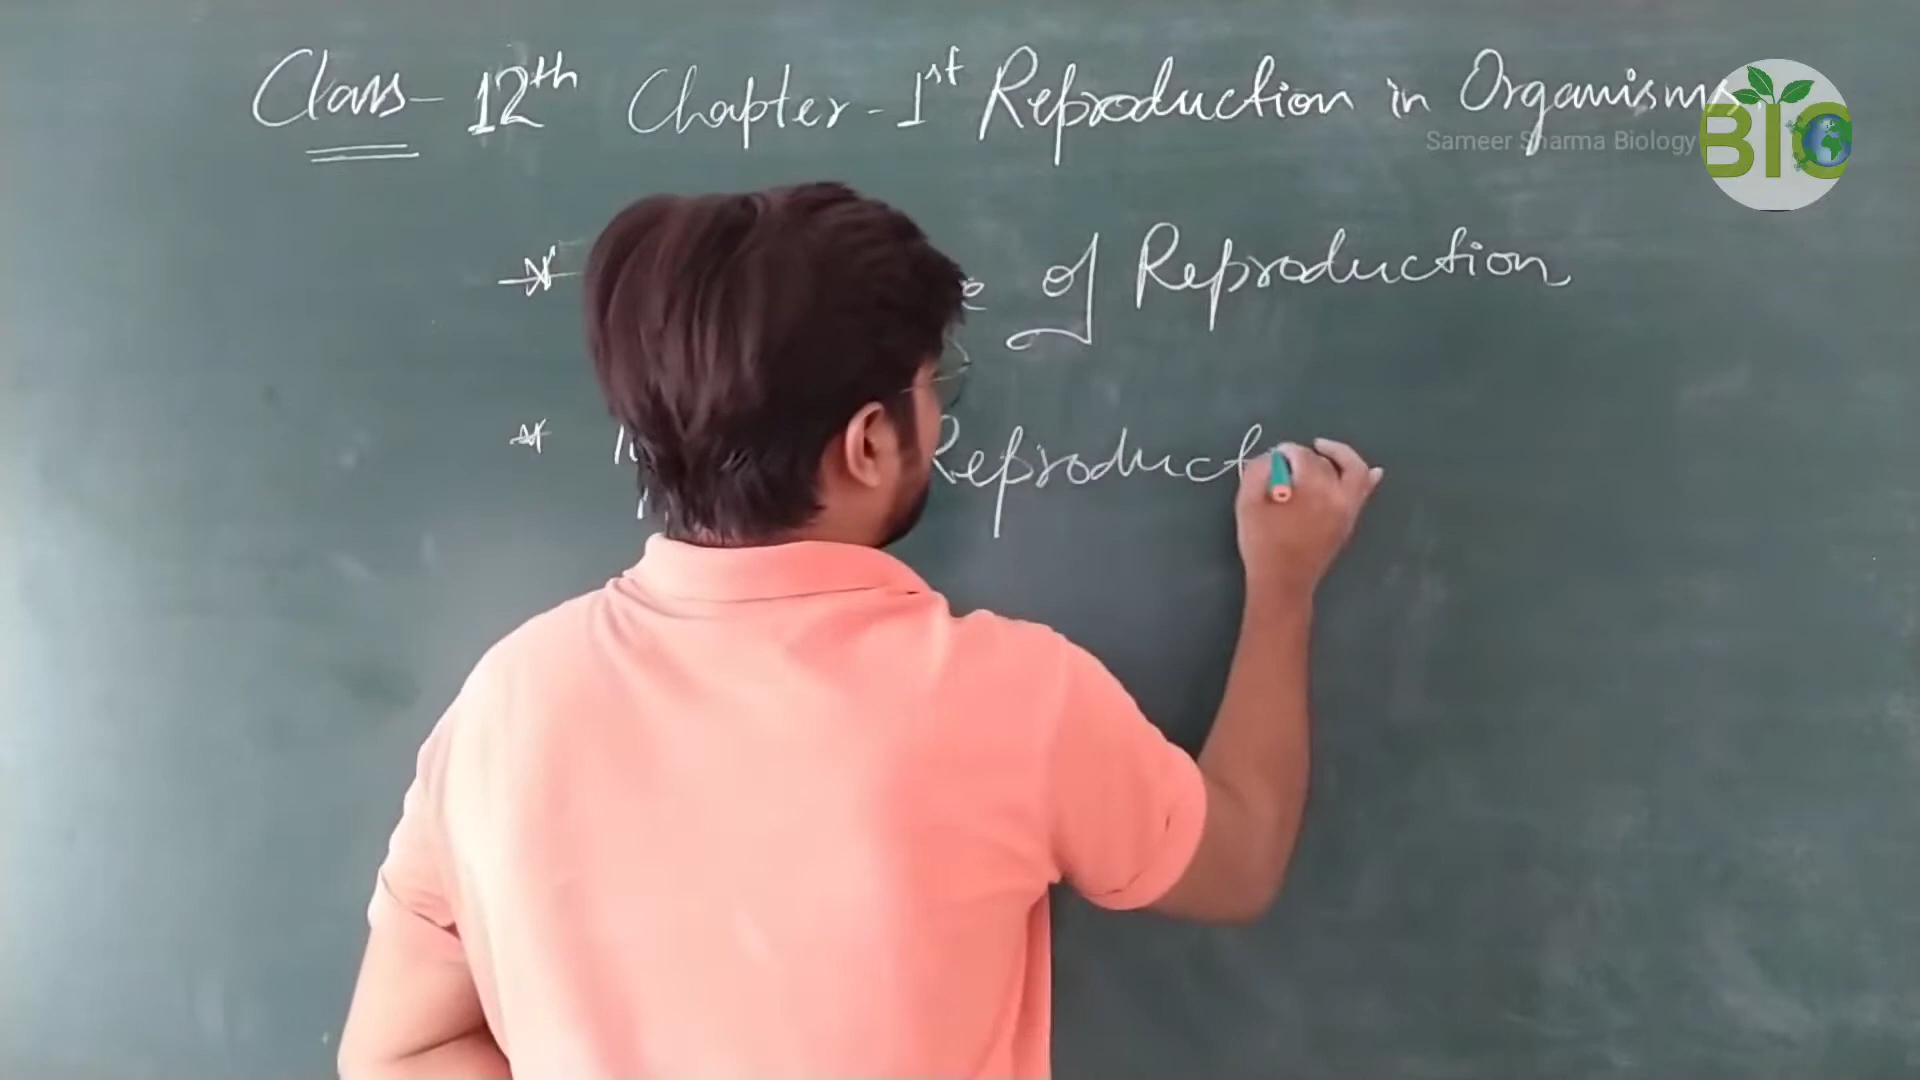 Class- 12th Chapter-1st Reproduction in Organisms.
Sameer Sharma Biology
BIO
* of Reproduction
* Reproduct